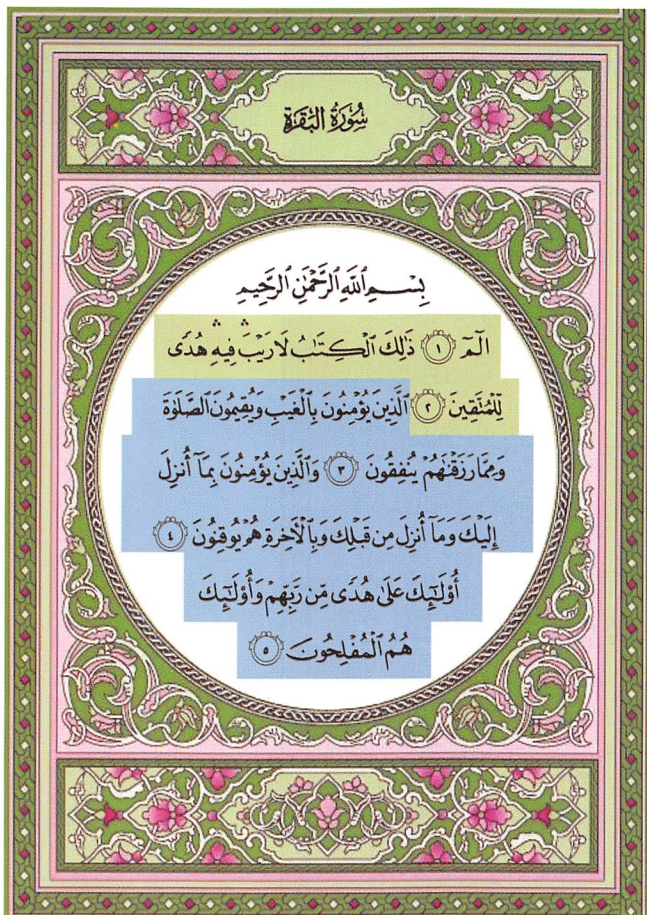 سُورَةُ البَقَرَةِ
بِسۡمِ ٱللَّهِ ٱلرَّحۡمَٰنِ ٱلرَّحِيمِ
الٓمٓ ١ ذَٰلِكَ ٱلۡكِتَٰبُ لَا رَيۡبَۛ فِيهِۛ هُدٗى
لِّلۡمُتَّقِينَ ٢ ٱلَّذِينَ يُؤۡمِنُونَ بِٱلۡغَيۡبِ وَيُقِيمُونَ ٱلصَّلَوٰةَ
وَمِمَّا رَزَقۡنَٰهُمۡ يُنفِقُونَ ٣ وَٱلَّذِينَ يُؤۡمِنُونَ بِمَآ أُنزِلَ
إِلَيۡكَ وَمَآ أُنزِلَ مِن قَبۡلِكَ وَبِٱلۡأٓخِرَةِ هُمۡ يُوقِنُونَ ٤
أُوْلَٰٓئِكَ عَلَىٰ هُدٗى مِّن رَّبِّهِمۡۖ وَأُوْلَٰٓئِكَ
هُمُ ٱلۡمُفۡلِحُونَ ٥